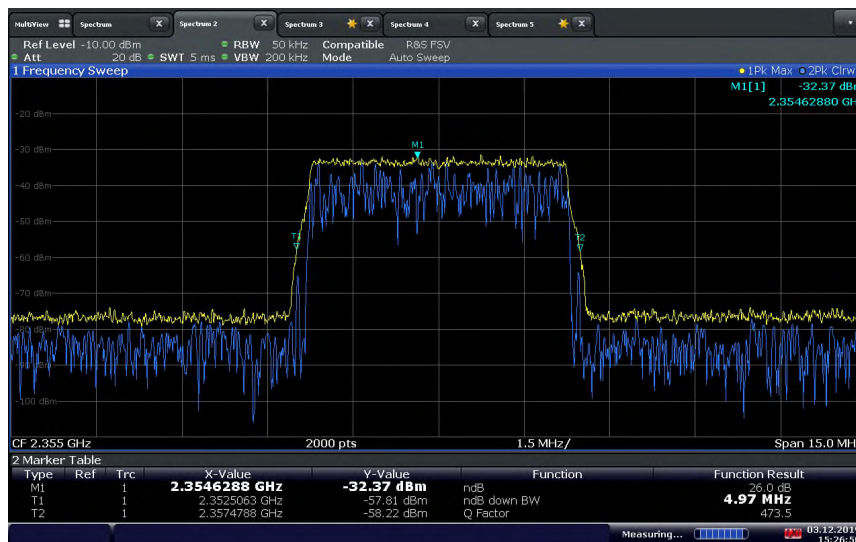 MultiView Spectrum X Spectrum 2 X Spectrum 3 X Spectrum 4 X Spectrum 5 X
Ref Level -10.00 dBm RBW 50 kHz Compatible R&S FSV
Att 20 dB SWT 5 ms VBW 200 kHz Mode Auto Sweep
1 Frequency Sweep 1Pk Max 2Pk Clrw
M1[1] -32.37 dBm
2.35462880 GH
-20 dBm
M1
-30 dBm
-40 dBm
-50 dBm
T1 T2
-60 dBm
-70 dBm
-80 dBm
-90 dBm
-100 dBm
CF 2.355 GHz 2000 pts 1.5 MHz/ Span 15.0 MH
2 Marker Table
Type Ref Trc X-Value Y-Value Function Function Result
M1 1 2.3546288 GHz -32.37 dBm ndB 26.0 dB
T1 1 2.3525063 GHz -57.81 dBm ndB down BW 4.97 MHz
T2 1 2.3574788 GHz -58.22 dBm Q Factor 473.5
Measuring... 03.12.2019
15:26:50